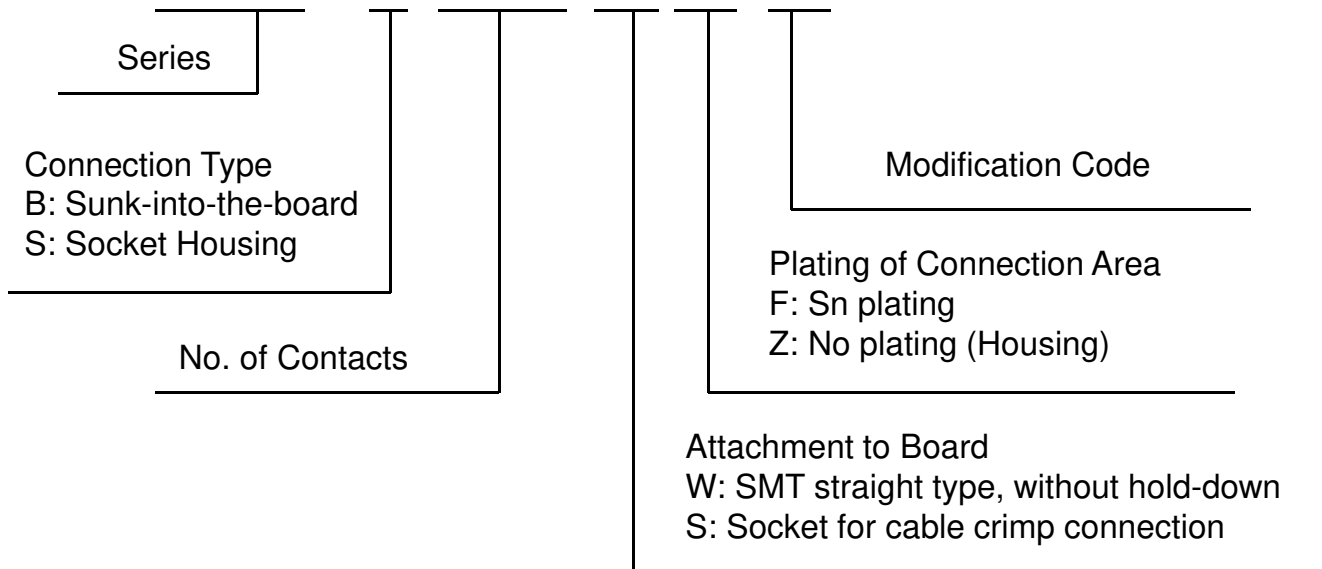 Series
Connection Type
B: Sunk-into-the-board
S: Socket Housing
No. of Contacts
Modification Code
Plating of Connection Area
F: Sn plating
Z: No plating (Housing)
Attachment to Board
W: SMT straight type, without hold-down
S: Socket for cable crimp connection